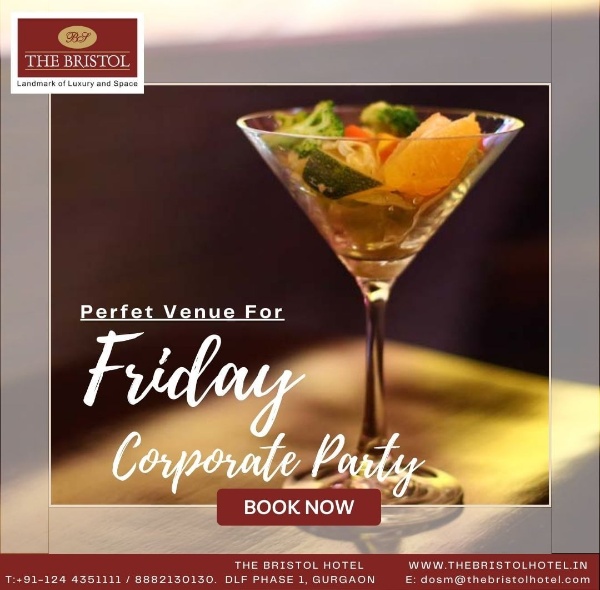 BS
THE BRISTOL
Landmark of Luxury and Space
Perfet Venue For
Friday
Corporate Party
BOOK NOW
THE BRISTOL HOTEL
WWW.THEBRISTOLHOTEL.IN
T:+91-124 4351111 / 8882130130. DLF PHASE 1, GURGAON
E: dosm@thebristolhotel.com